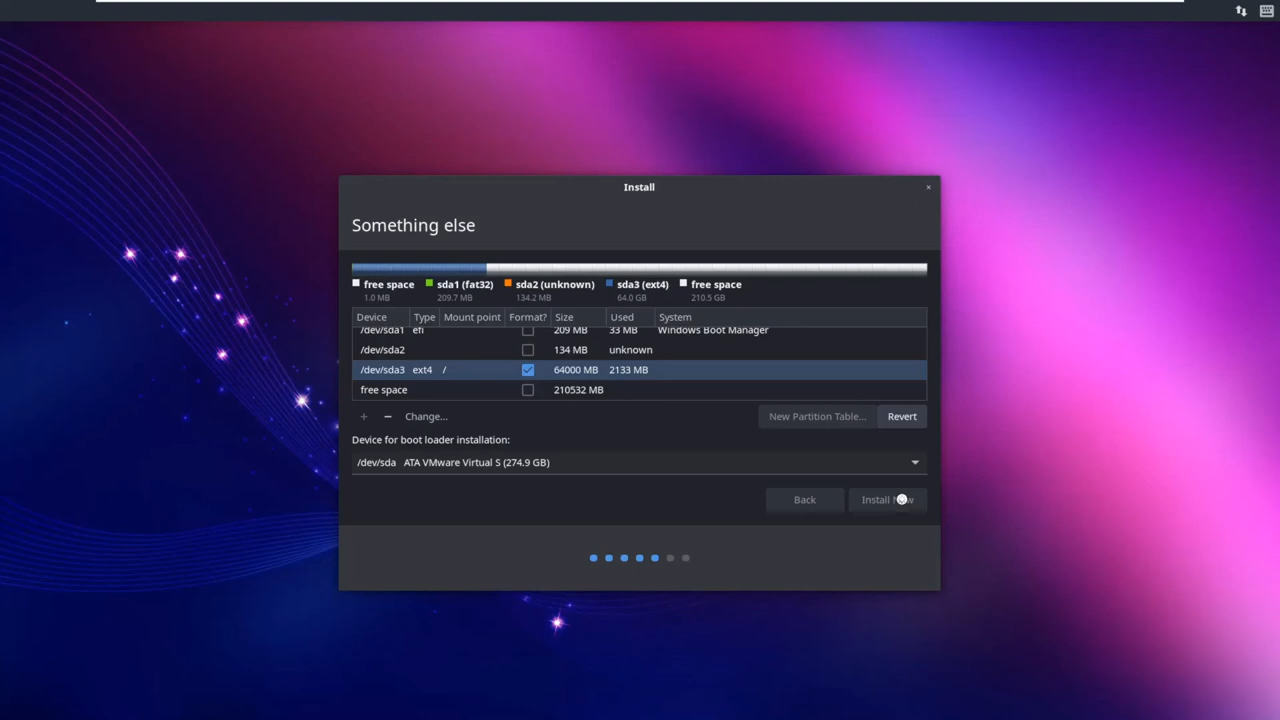 Install
×
Something else
free space sda1 (fat32) sda2 (unknown) sda3 (ext4) free space
1.0 MB 209.7 MB 134.2 MB 64.0 GB 210.5 GB
Device Type Mount point Format? Size Used System
/dev/sda1 efi 209 MB 33 MB Windows Boot Manager
/dev/sda2 134 MB unknown
/dev/sda3 ext4 / 64000 MB 2133 MB
free space 210532 MB
+ − Change... New Partition Table... Revert
Device for boot loader installation:
/dev/sda ATA VMware Virtual S (274.9 GB)
Back Install Now